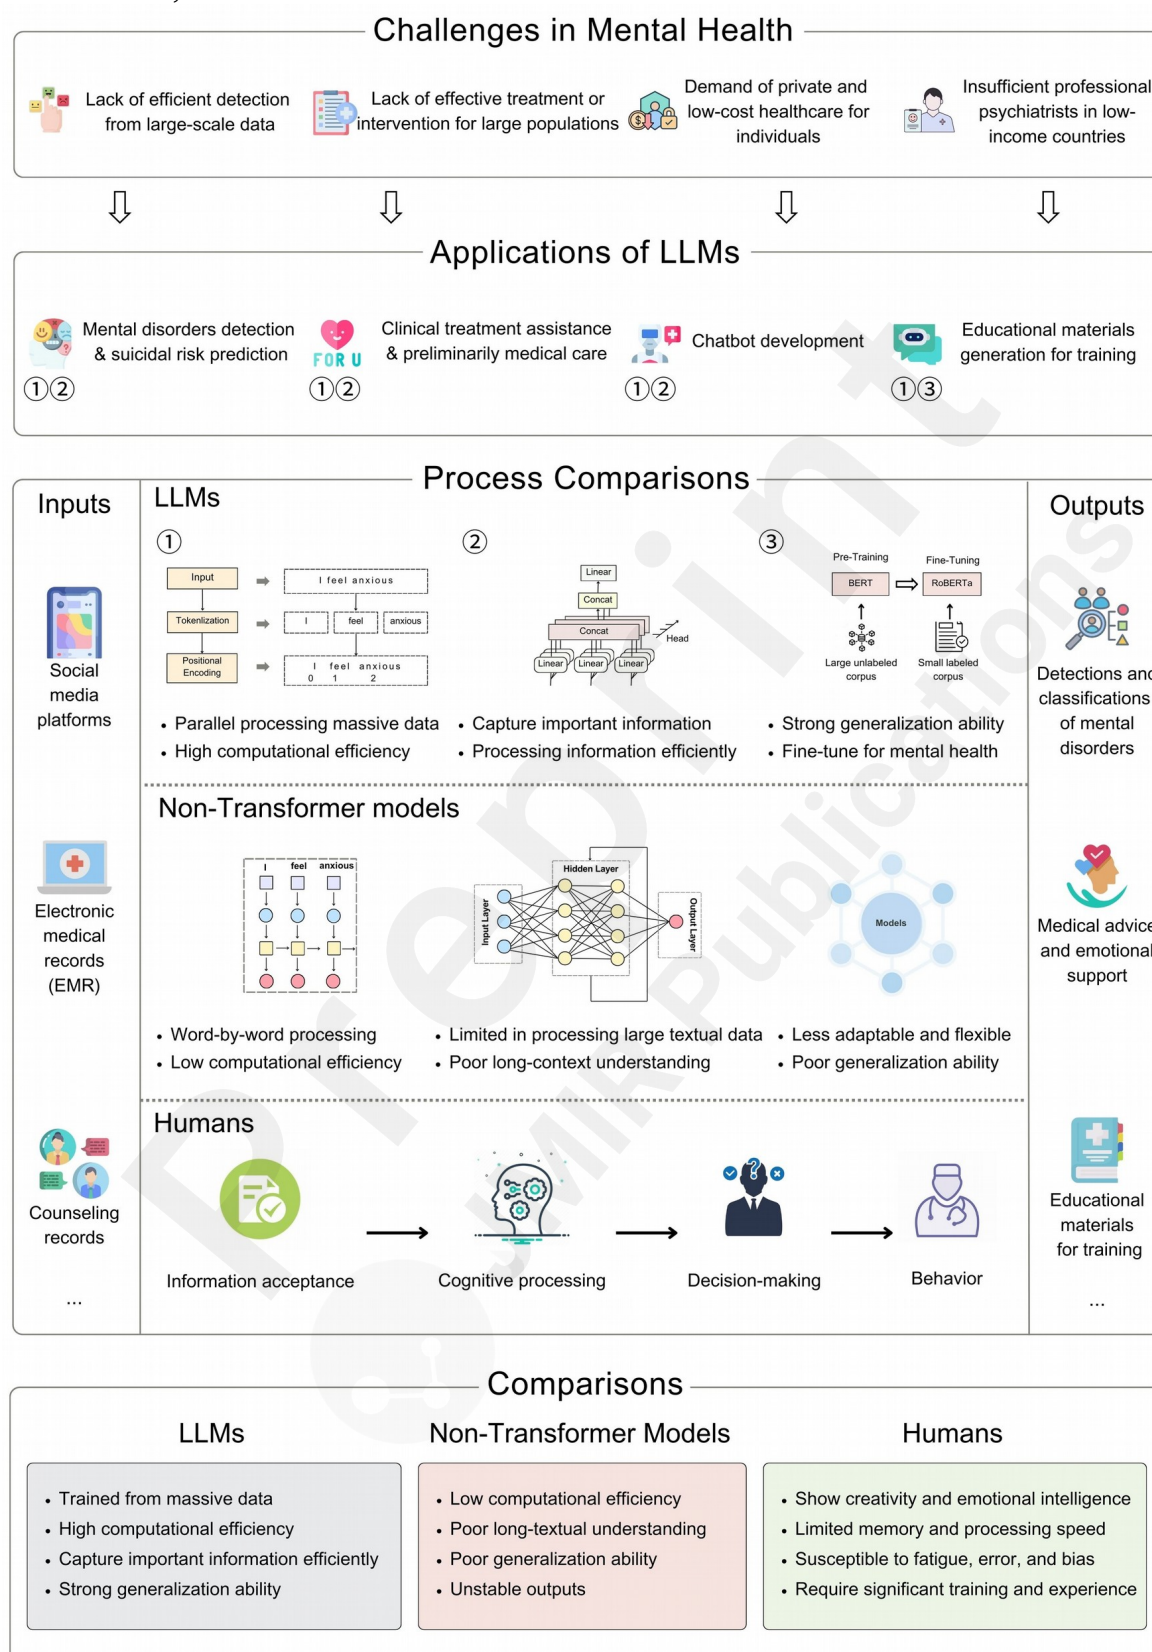 Challenges in Mental Health
Lack of efficient detection
from large-scale data
Lack of effective treatment or
intervention for large populations
Demand of private and
low-cost healthcare for
individuals
Insufficient professional
psychiatrists in low-
income countries
Applications of LLMs
Mental disorders detection
& suicidal risk prediction
①②
FOR U
Clinical treatment assistance
& preliminarily medical care
①②
Chatbot development
①②
Educational materials
generation for training
①③
Process Comparisons
Inputs
Social
media
platforms
Electronic
medical
records
(EMR)
Counseling
records
...
LLMs
①
Input
I feel anxious
Tokenlization
I
feel
anxious
Positional
Encoding
I feel anxious
0 1 2
• Parallel processing massive data
• High computational efficiency
②
Linear
Concat
Concat
Head
Linear
Linear
Linear
• Capture important information
• Processing information efficiently
③
Pre-Training
Fine-Tuning
BERT
RoBERTa
Large unlabeled
corpus
Small labeled
corpus
• Strong generalization ability
• Fine-tune for mental health
Non-Transformer models
I feel anxious
• Word-by-word processing
• Low computational efficiency
Input Layer
Hidden Layer
Output Layer
• Limited in processing large textual data
• Poor long-context understanding
Models
• Less adaptable and flexible
• Poor generalization ability
Humans
Information acceptance
Cognitive processing
?
Decision-making
Behavior
Outputs
Detections and
classifications
of mental
disorders
Medical advice
and emotional
support
Educational
materials
for training
...
Comparisons
LLMs
• Trained from massive data
• High computational efficiency
• Capture important information efficiently
• Strong generalization ability
Non-Transformer Models
• Low computational efficiency
• Poor long-textual understanding
• Poor generalization ability
• Unstable outputs
Humans
• Show creativity and emotional intelligence
• Limited memory and processing speed
• Susceptible to fatigue, error, and bias
• Require significant training and experience
Preprint
JMIR Publications